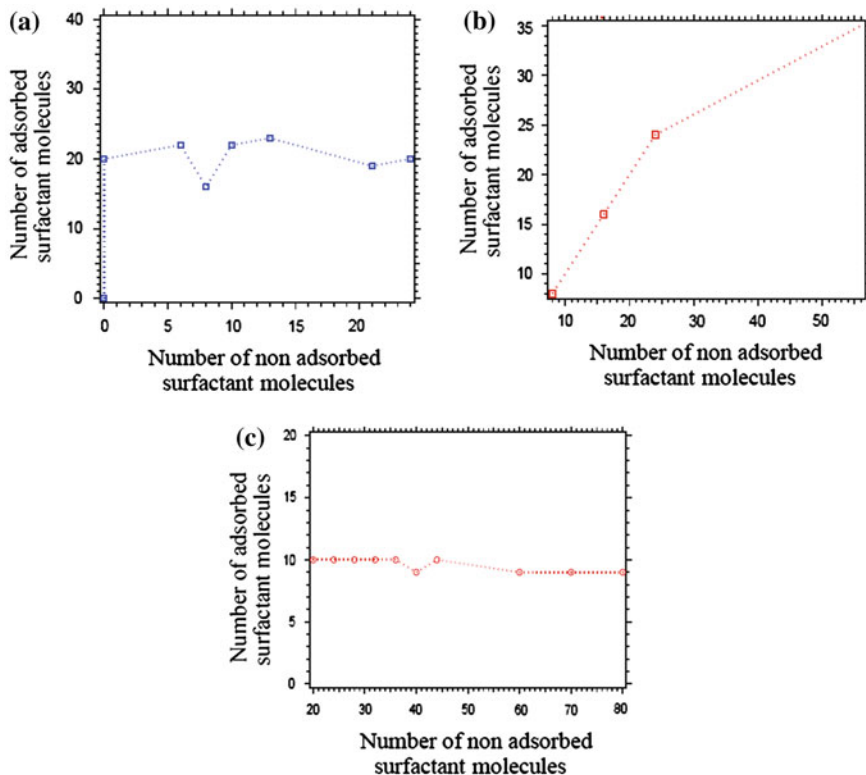 (a)
40
30
20
10
0
0 5 10 15 20
Number of adsorbed
surfactant molecules
Number of non adsorbed
surfactant molecules
(b)
35
30
25
20
15
10
10 20 30 40 50
Number of adsorbed
surfactant molecules
Number of non adsorbed
surfactant molecules
(c)
20
15
10
5
0
20 30 40 50 60 70 80
Number of adsorbed
surfactant molecules
Number of non adsorbed
surfactant molecules